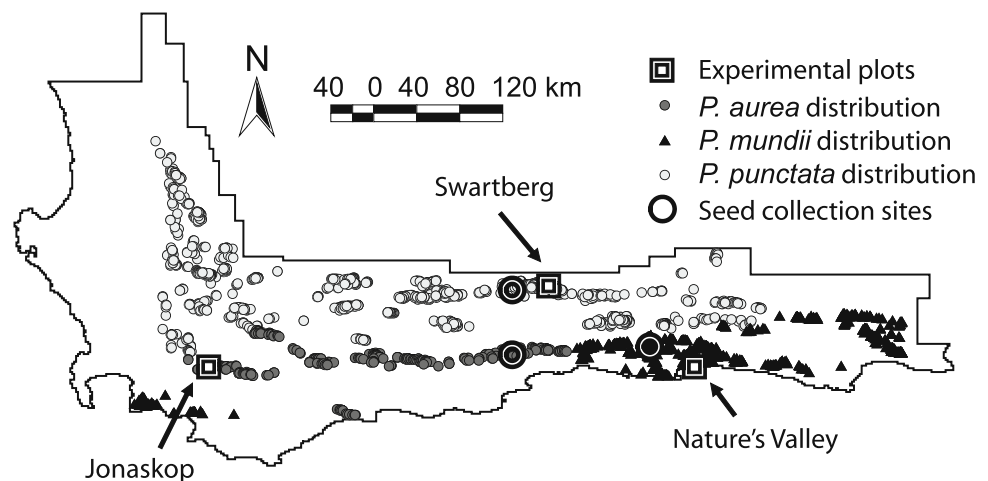 N
40 0 40 80 120 km
Experimental plots
P. aurea distribution
P. mundii distribution
P. punctata distribution
Seed collection sites
Swartberg
Nature's Valley
Jonaskop